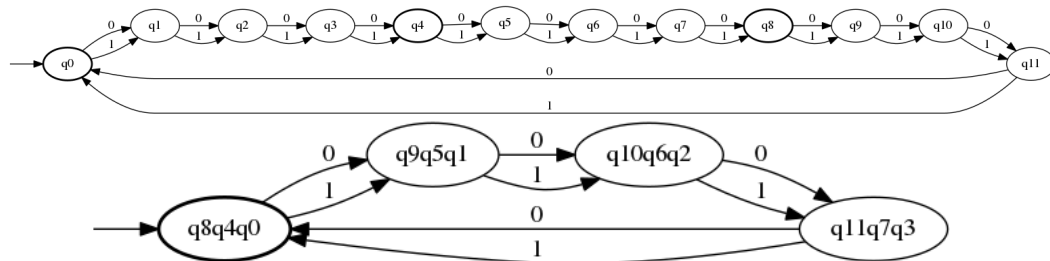 0 0 0 0 0 0 0 0 0 0 0
q1 q2 q3 q4 q5 q6 q7 q8 q9 q10
1 1 1 1 1 1 1 1 1 1 1
q0 q11
0
1
0 q9q5q1 0 q10q6q2 0
1 1 1
q8q4q0 0 q11q7q3
1